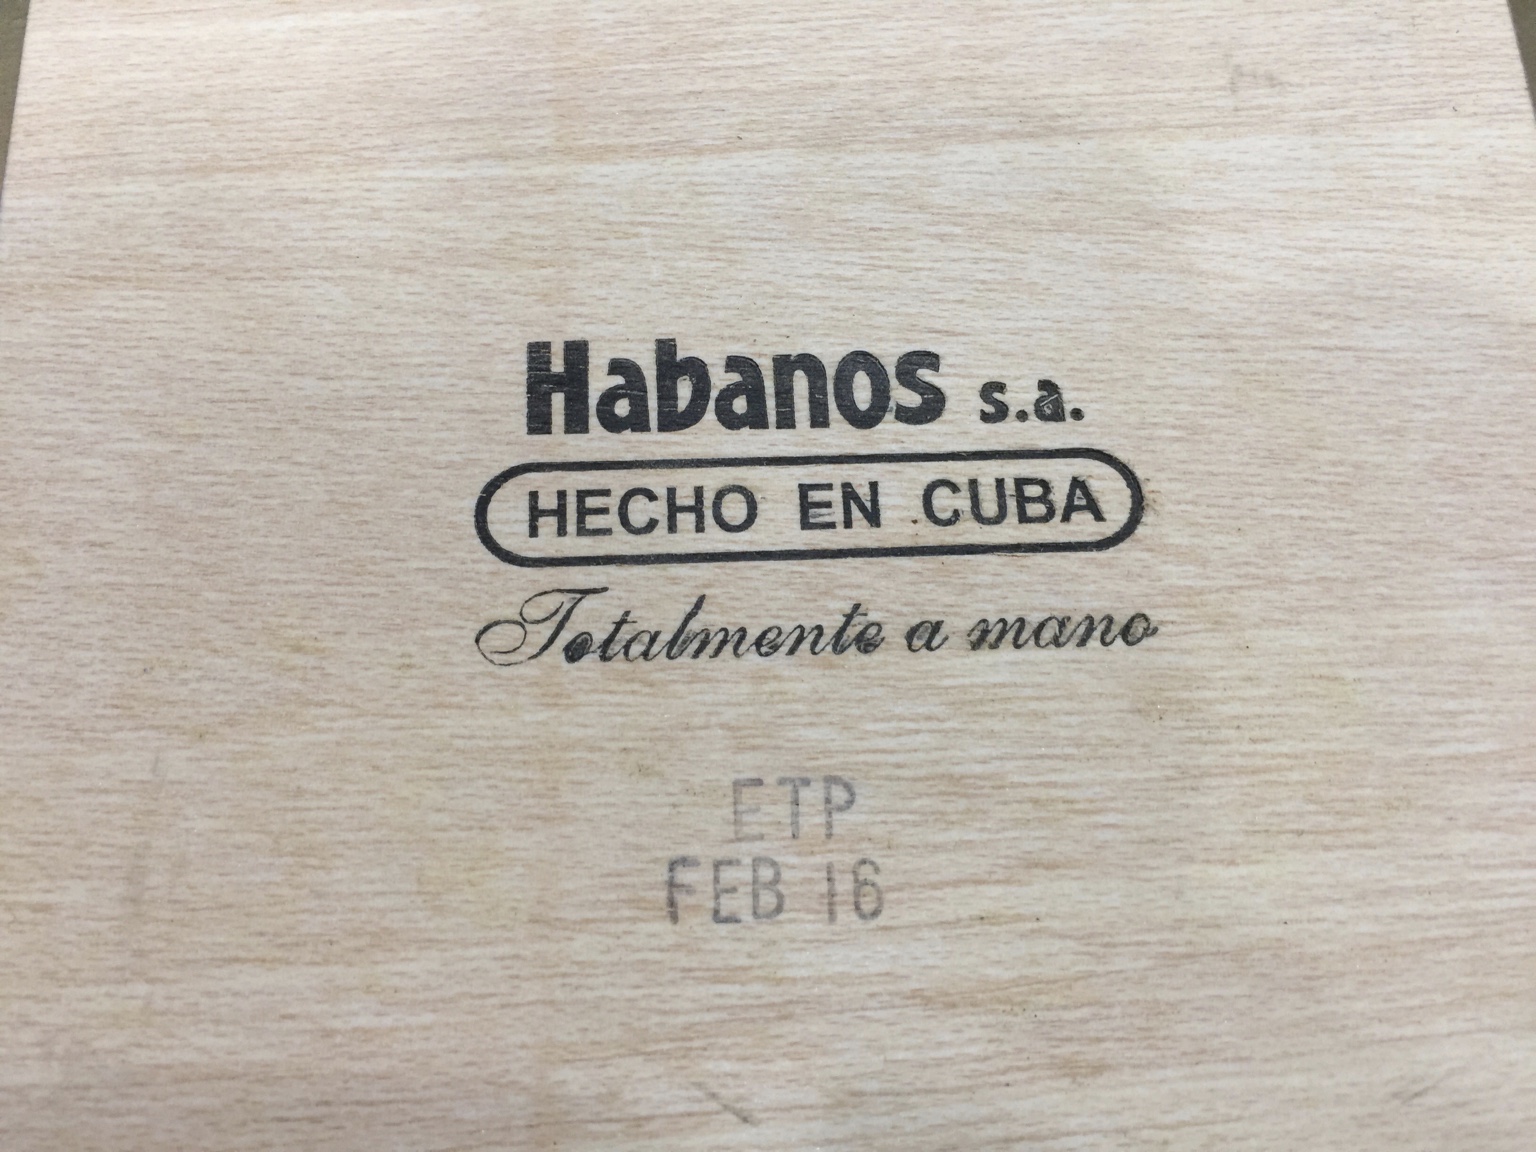 Habanos s.a.
HECHO EN CUBA
Totalmente a mano
ETP
FEB 16